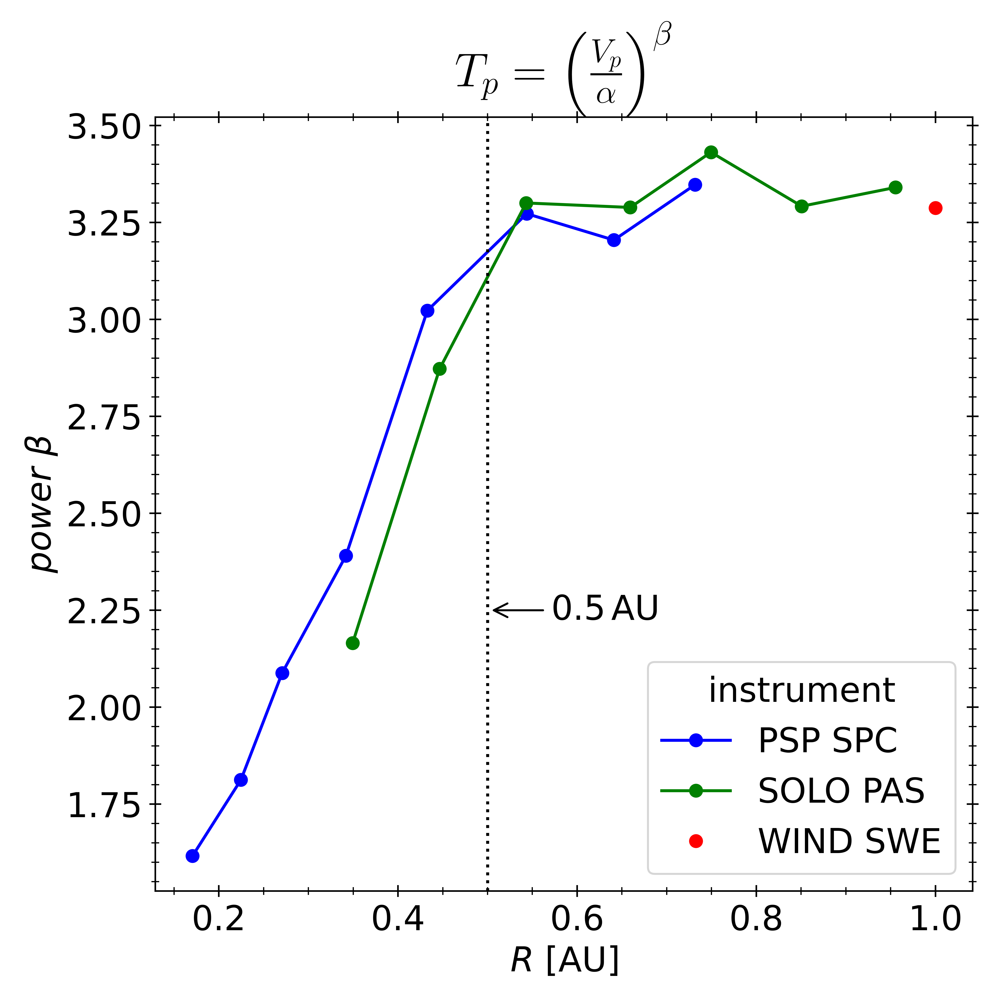 T_p = (V_p/α)^β
3.50
3.25
3.00
2.75
2.50
2.25
2.00
1.75
power β
0.5 AU
instrument
PSP SPC
SOLO PAS
WIND SWE
0.2 0.4 0.6 0.8 1.0
R [AU]